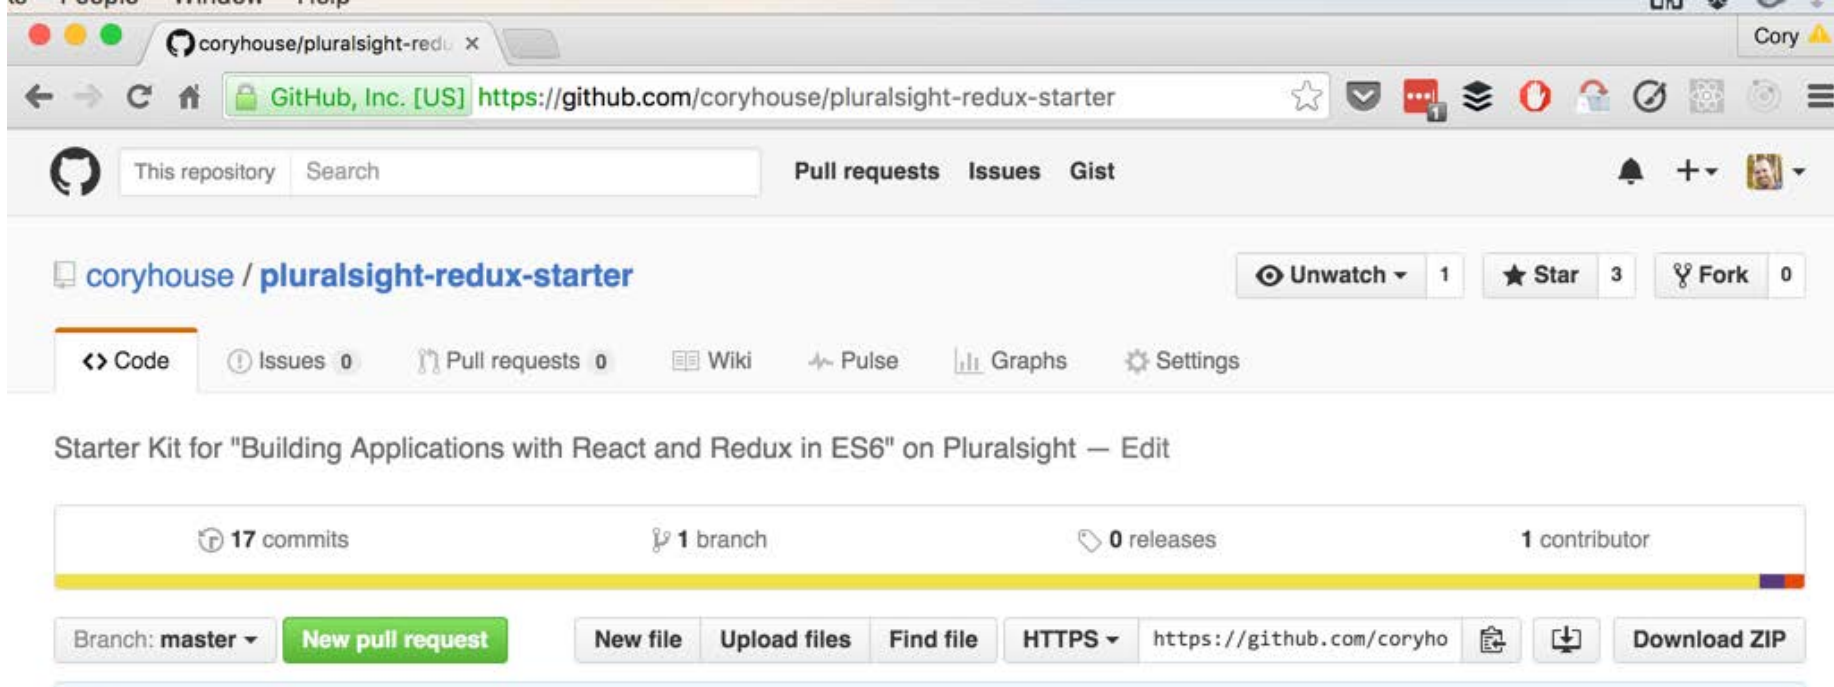 People Window Help
coryhouse/pluralsight-redu ×
Cory
GitHub, Inc. [US] https://github.com/coryhouse/pluralsight-redux-starter
1
This repository Search Pull requests Issues Gist
coryhouse / pluralsight-redux-starter Unwatch 1 Star 3 Fork 0
Code Issues 0 Pull requests 0 Wiki Pulse Graphs Settings
Starter Kit for "Building Applications with React and Redux in ES6" on Pluralsight — Edit
17 commits 1 branch 0 releases 1 contributor
Branch: master New pull request New file Upload files Find file HTTPS https://github.com/coryho Download ZIP